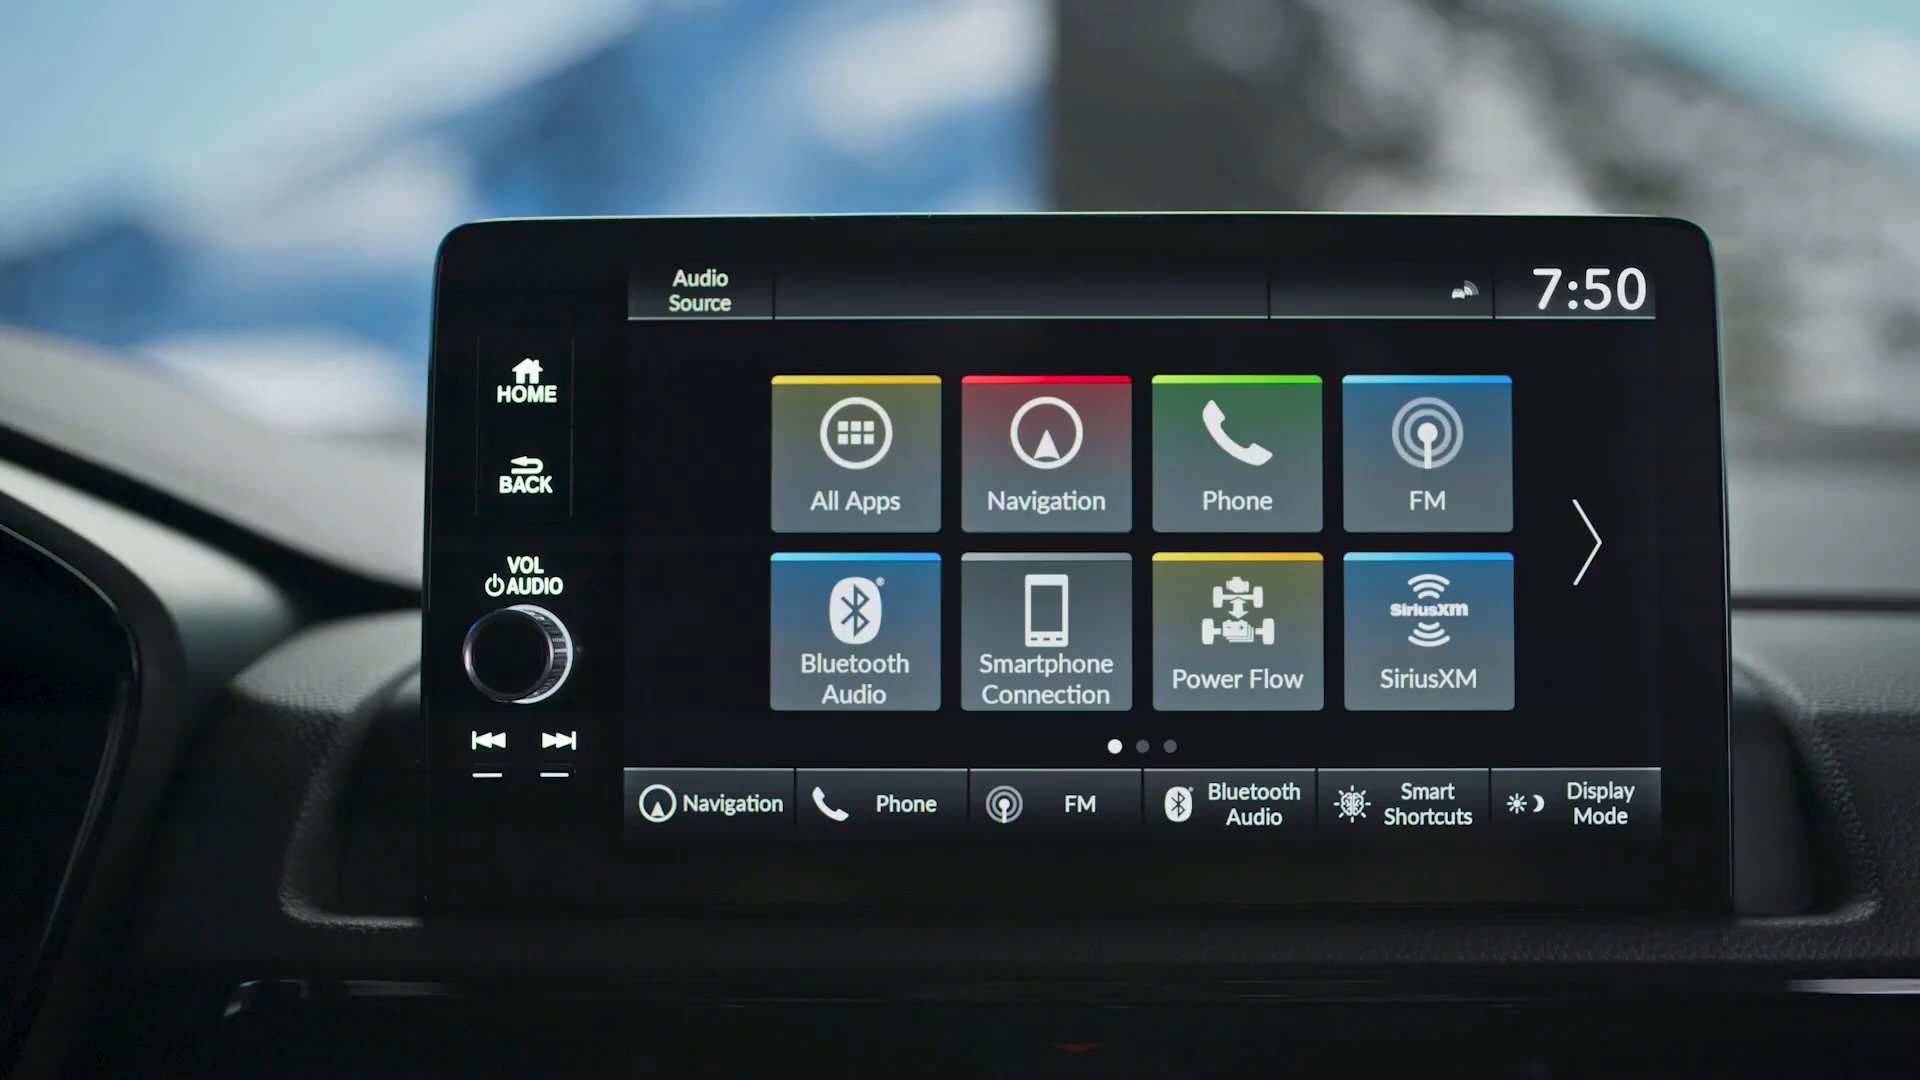 Audio
Source
7:50
HOME
BACK
VOL
AUDIO
All Apps
Navigation
Phone
FM
Bluetooth
Audio
Smartphone
Connection
Power Flow
SiriusXM
SiriusXM
Navigation
Phone
FM
Bluetooth
Audio
Smart
Shortcuts
Display
Mode